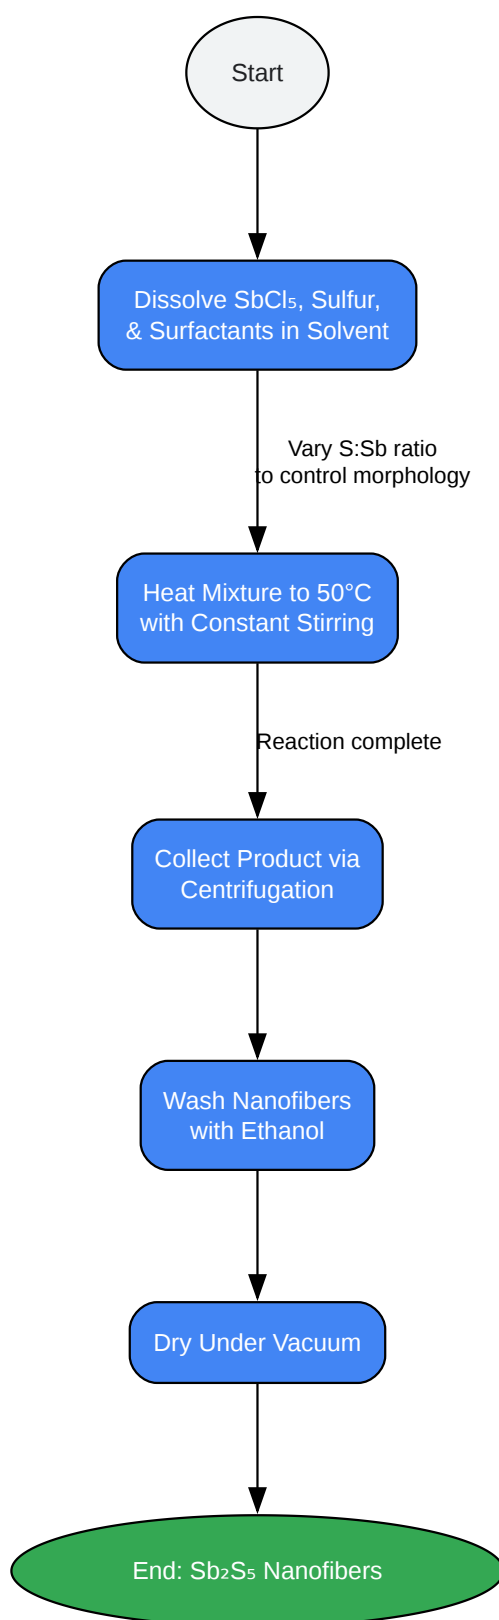 Start
Dissolve SbCl₅, Sulfur,
& Surfactants in Solvent
Vary S:Sb ratio
to control morphology
Heat Mixture to 50°C
with Constant Stirring
Reaction complete
Collect Product via
Centrifugation
Wash Nanofibers
with Ethanol
Dry Under Vacuum
End: Sb₂S₅ Nanofibers